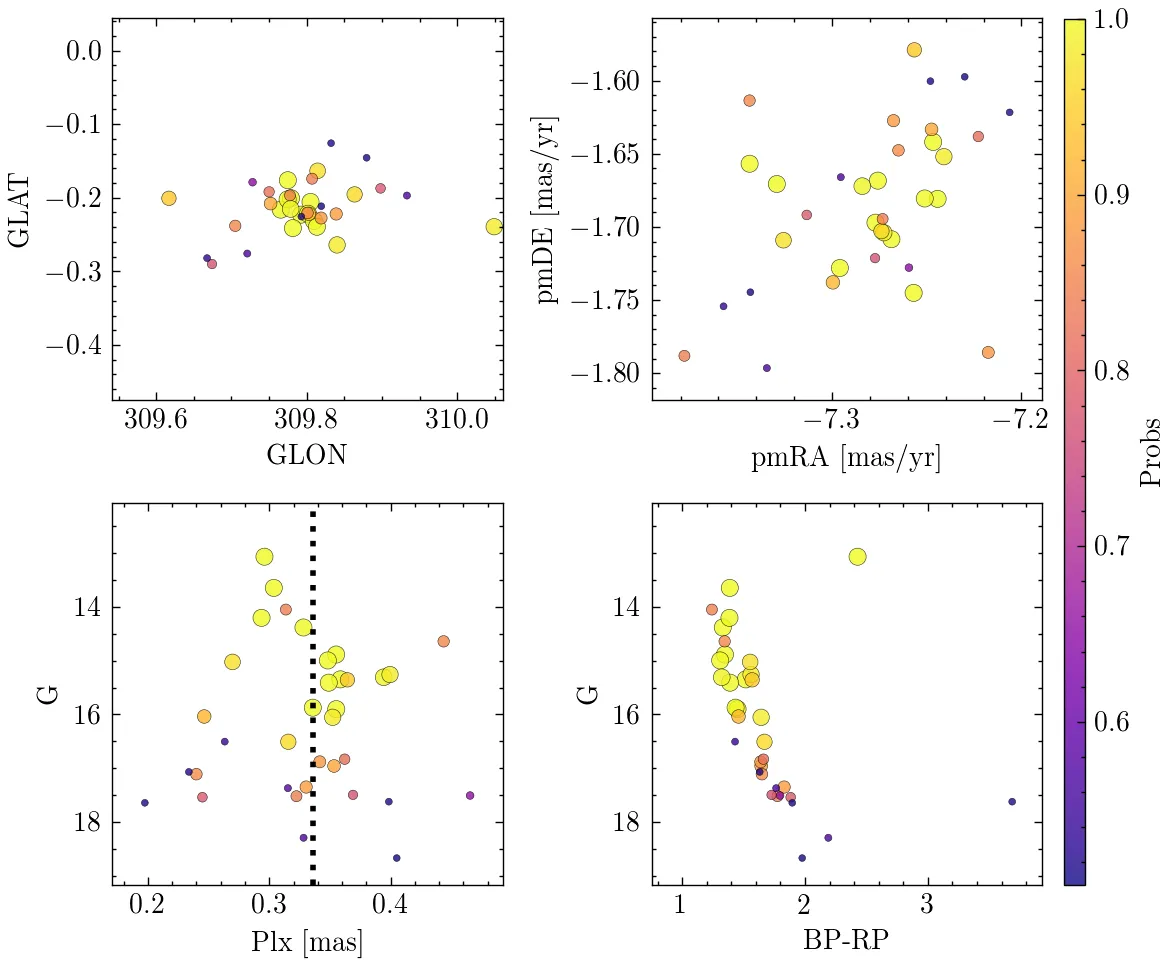 0.0
−0.1
−0.2
−0.3
−0.4
GLAT
309.6 309.8 310.0
GLON
−1.60
−1.65
−1.70
−1.75
−1.80
pmDE [mas/yr]
−7.3 −7.2
pmRA [mas/yr]
14
16
18
G
0.2 0.3 0.4
Plx [mas]
14
16
18
G
1 2 3
BP-RP
1.0
0.9
0.8
0.7
0.6
Probs